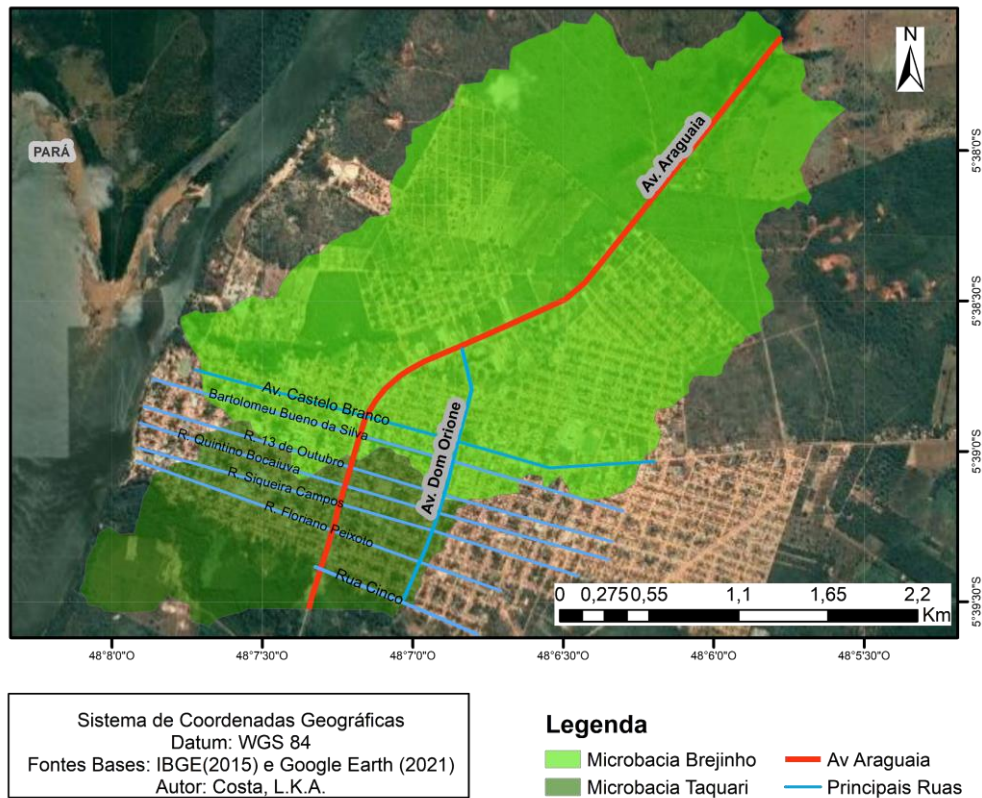 N
PARÁ
Av. Araguaia
5°38'0"S
5°38'30"S
Av. Castelo Branco
Bartolomeu Bueno da Silva
Av. Dom Orione
R. 13 de Outubro
5°39'0"S
R. Quintino Bocaiuva
R. Siqueira Campos
R. Floriano Peixoto
Rua Cinco
0 0,275 0,55 1,1 1,65 2,2
Km
5°39'30"S
48°8'0"O 48°7'30"O 48°7'0"O 48°6'30"O 48°6'0"O 48°5'30"O
Sistema de Coordenadas Geográficas
Datum: WGS 84
Fontes Bases: IBGE(2015) e Google Earth (2021)
Autor: Costa, L.K.A.
Legenda
Microbacia Brejinho
Av Araguaia
Microbacia Taquari
Principais Ruas